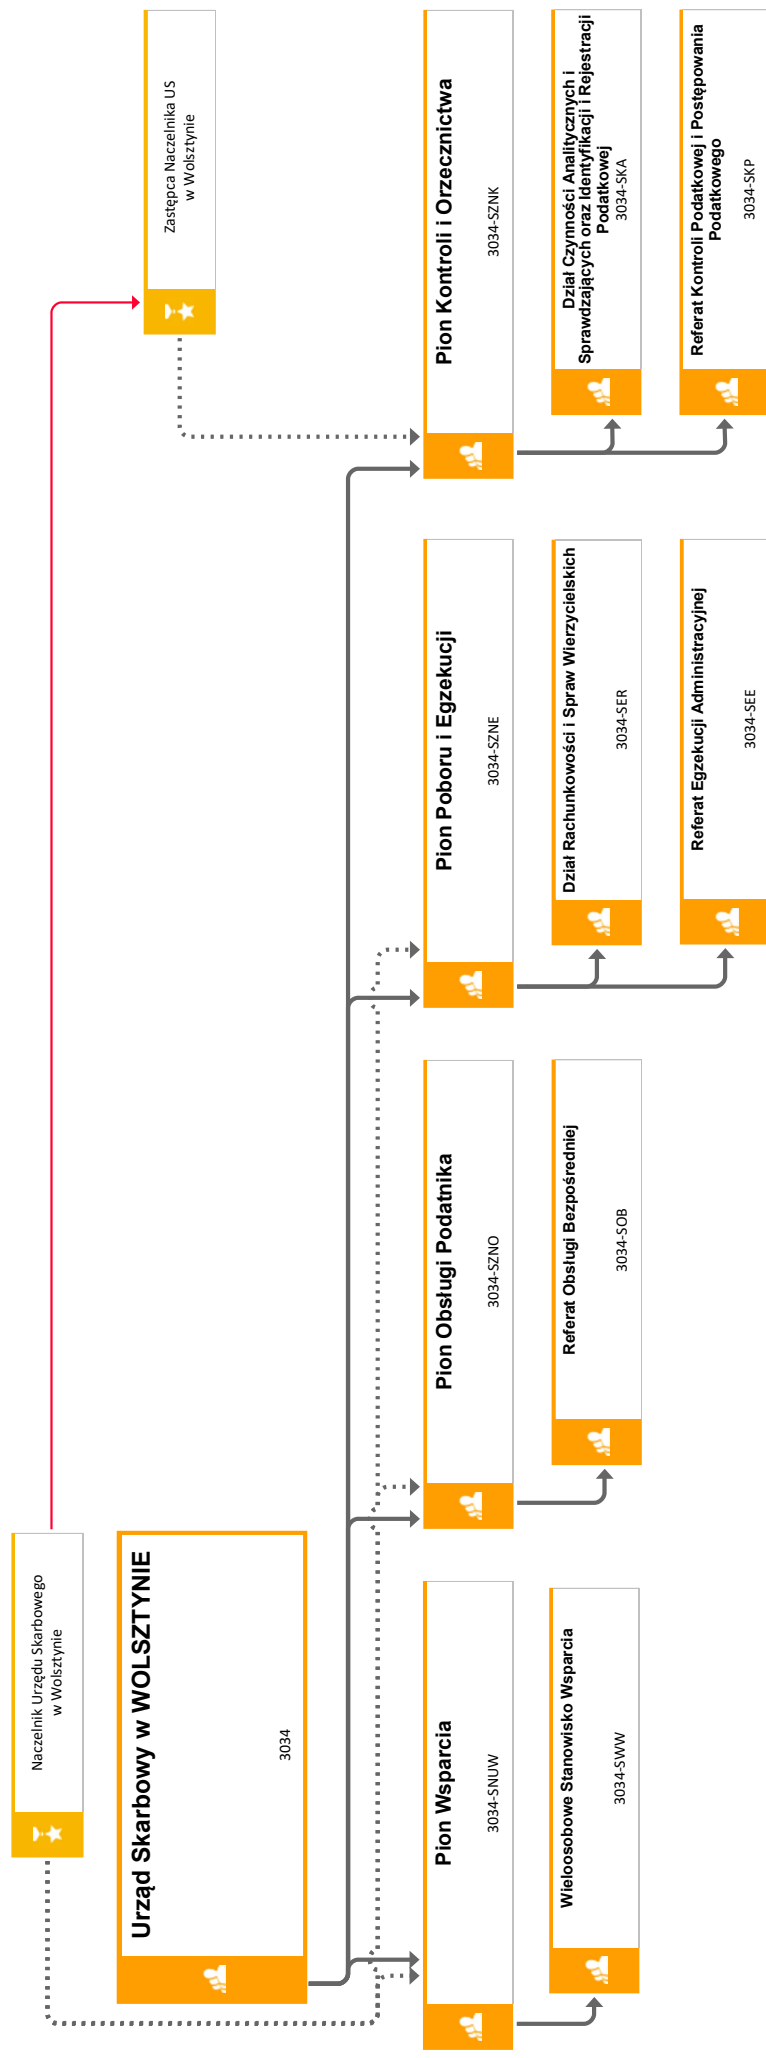 Naczelnik Urzędu Skarbowego
w Wolsztynie
Zastępca Naczelnika US
w Wolsztynie
Urząd Skarbowy w WOLSZTYNIE
3034
Pion Wsparcia
3034-SNUW
Pion Obsługi Podatnika
3034-SZNO
Pion Poboru i Egzekucji
3034-SZNE
Pion Kontroli i Orzecznictwa
3034-SZNK
Wieloosobowe Stanowisko Wsparcia
3034-SWW
Referat Obsługi Bezpośredniej
3034-SOB
Dział Rachunkowości i Spraw Wierzycielskich
3034-SER
Dział Czynności Analitycznych i
Sprawdzających oraz Identyfikacji i Rejestracji
Podatkowej
3034-SKA
Referat Egzekucji Administracyjnej
3034-SEE
Referat Kontroli Podatkowej i Postępowania
Podatkowego
3034-SKP